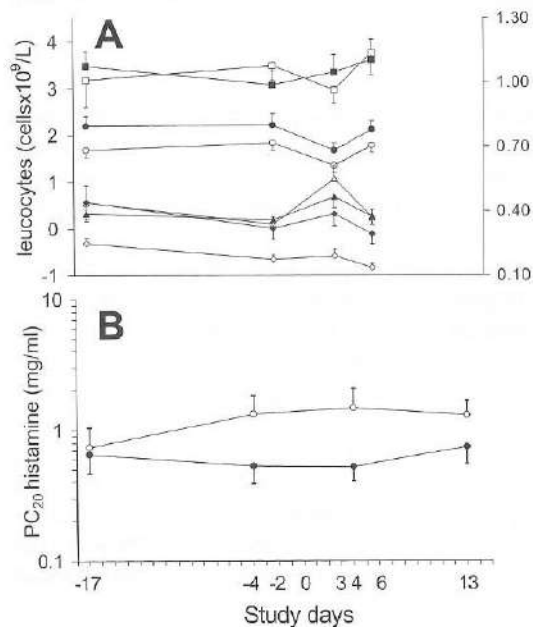 A
leucocytes (cellsx10⁹/L)
4
3
2
1
0
-1
1.30
1.00
0.70
0.40
0.10
B
PC₂₀ histamine (mg/ml)
10
1
0.1
-17 -4 -2 0 3 4 6 13
Study days